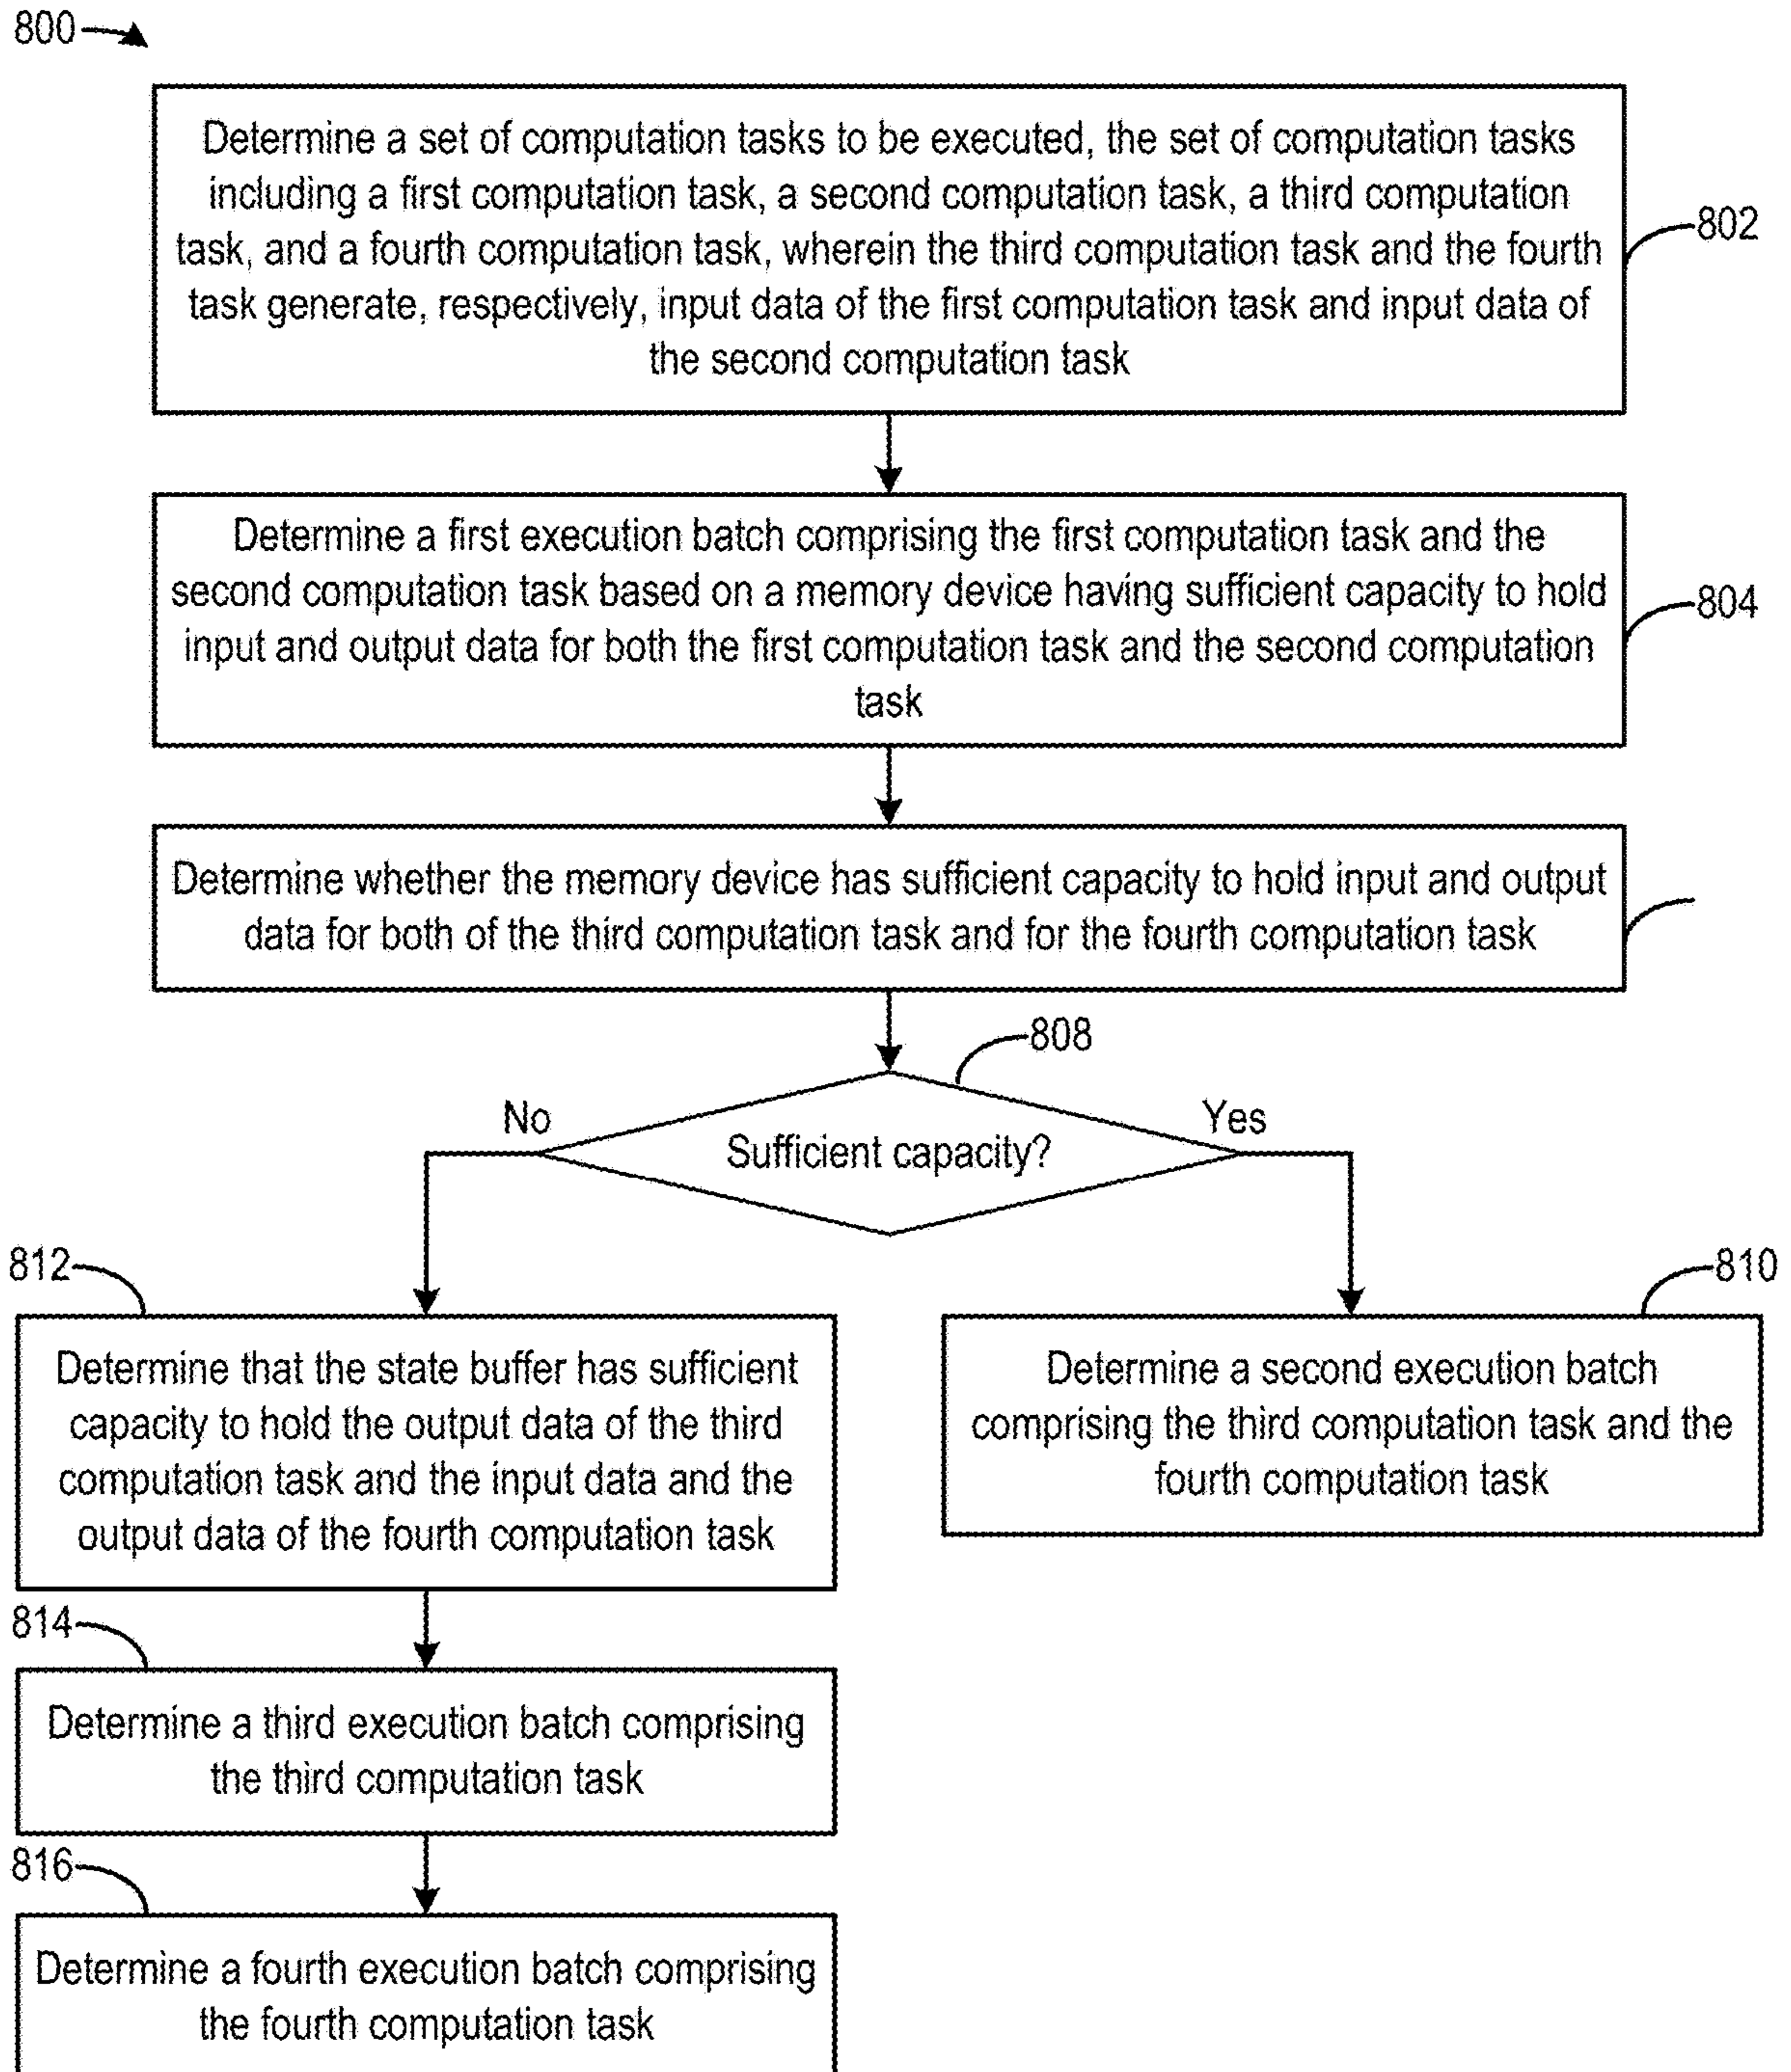 800
Determine a set of computation tasks to be executed, the set of computation tasks
including a first computation task, a second computation task, a third computation
task, and a fourth computation task, wherein the third computation task and the fourth
task generate, respectively, input data of the first computation task and input data of
the second computation task
802
Determine a first execution batch comprising the first computation task and the
second computation task based on a memory device having sufficient capacity to hold
input and output data for both the first computation task and the second computation
task
804
Determine whether the memory device has sufficient capacity to hold input and output
data for both of the third computation task and for the fourth computation task
808
No
Yes
Sufficient capacity?
812
810
Determine that the state buffer has sufficient
capacity to hold the output data of the third
computation task and the input data and the
output data of the fourth computation task
Determine a second execution batch
comprising the third computation task and the
fourth computation task
814
Determine a third execution batch comprising
the third computation task
816
Determine a fourth execution batch comprising
the fourth computation task